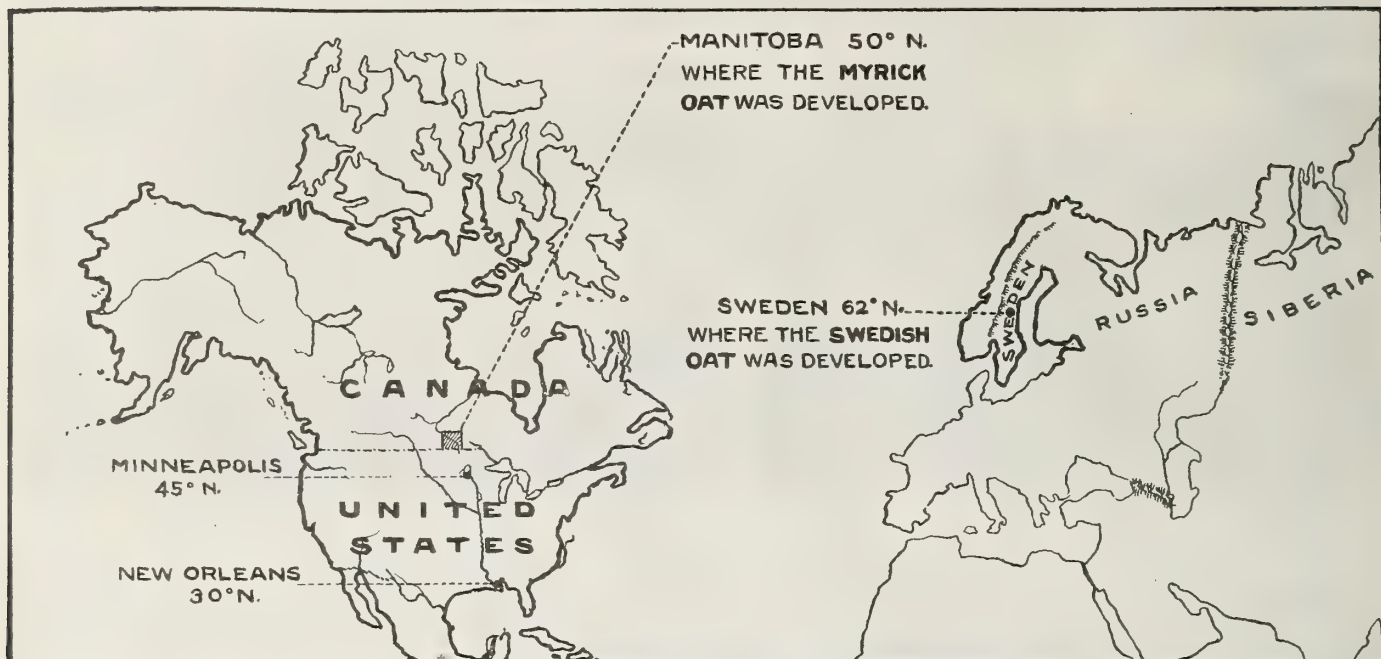 MANITOBA 50° N.
WHERE THE MYRICK
OAT WAS DEVELOPED.
SWEDEN 62° N.
WHERE THE SWEDISH
OAT WAS DEVELOPED.
SWEDEN
RUSSIA
SIBERIA
CANADA
MINNEAPOLIS
45° N.
UNITED
STATES
NEW ORLEANS
30° N.